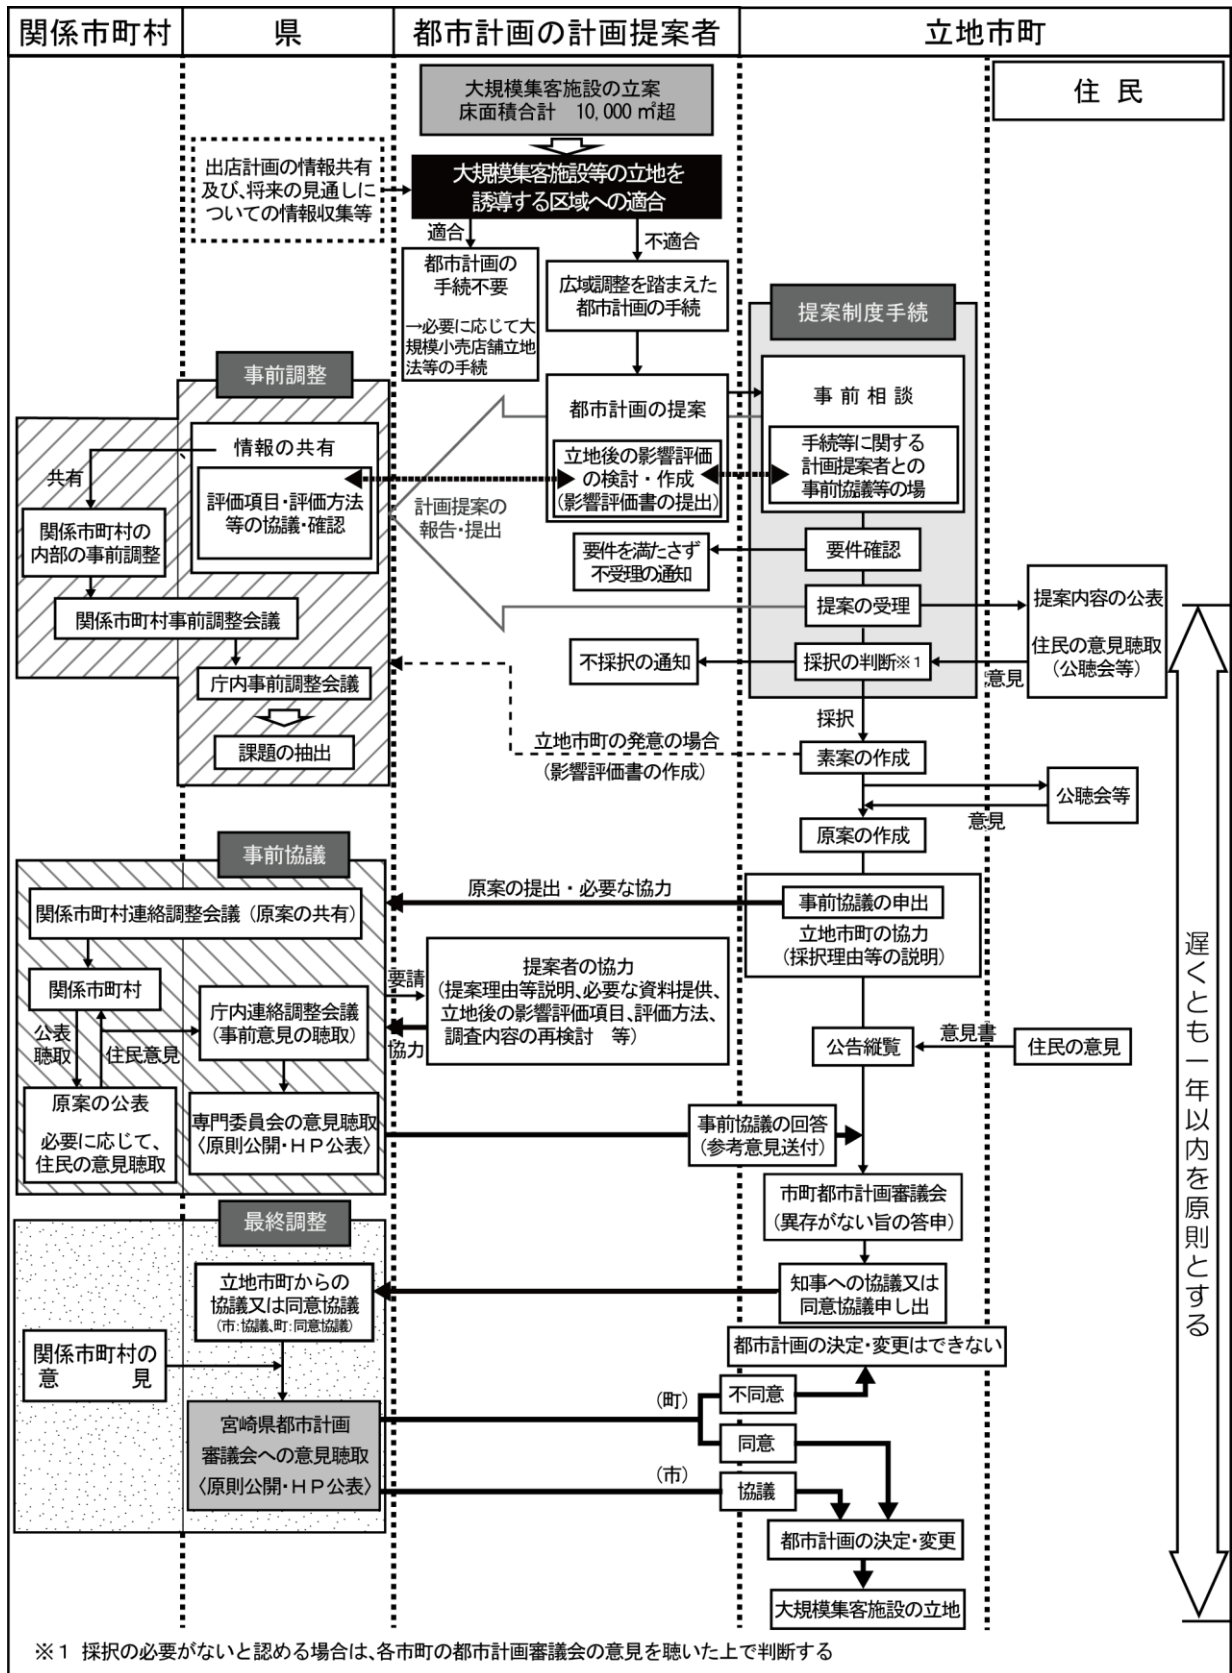 関係市町村
県
都市計画の計画提案者
立地市町
住 民
大規模集客施設の立案
床面積合計 10,000 ㎡超
出店計画の情報共有
及び、将来の見通しに
ついての情報収集等
大規模集客施設等の立地を
誘導する区域への適合
適合
不適合
都市計画の
手続不要
→必要に応じて大
規模小売店舗立地
法等の手続
広域調整を踏まえた
都市計画の手続
提案制度手続
事前調整
情報の共有
評価項目・評価方法
等の協議・確認
共有
関係市町村の
内部の事前調整
関係市町村事前調整会議
庁内事前調整会議
課題の抽出
都市計画の提案
立地後の影響評価
の検討・作成
(影響評価書の提出)
計画提案の
報告・提出
事 前 相 談
手続等に関する
計画提案者との
事前協議等の場
要件を満たさず
不受理の通知
要件確認
提案の受理
提案内容の公表
住民の意見聴取
(公聴会等)
不採択の通知
採択の判断※1
意見
採択
立地市町の発意の場合
(影響評価書の作成)
素案の作成
公聴会等
意見
原案の作成
事前協議
関係市町村連絡調整会議(原案の共有)
原案の提出・必要な協力
事前協議の申出
立地市町の協力
(採択理由等の説明)
関係市町村
庁内連絡調整会議
(事前意見の聴取)
公表
聴取
住民意見
要請
協力
提案者の協力
(提案理由等説明、必要な資料提供、
立地後の影響評価項目、評価方法、
調査内容の再検討 等)
公告縦覧
意見書
住民の意見
原案の公表
必要に応じて、
住民の意見聴取
専門委員会の意見聴取
〈原則公開・HP公表〉
事前協議の回答
(参考意見送付)
市町都市計画審議会
(異存がない旨の答申)
最終調整
立地市町からの
協議又は同意協議
(市:協議、町:同意協議)
知事への協議又は
同意協議申し出
都市計画の決定・変更はできない
関係市町村の
意 見
宮崎県都市計画
審議会への意見聴取
〈原則公開・HP公表〉
(町)
不同意
同意
(市)
協議
都市計画の決定・変更
大規模集客施設の立地
遅くとも一年以内を原則とする
※1 採択の必要がないと認める場合は、各市町の都市計画審議会の意見を聴いた上で判断する